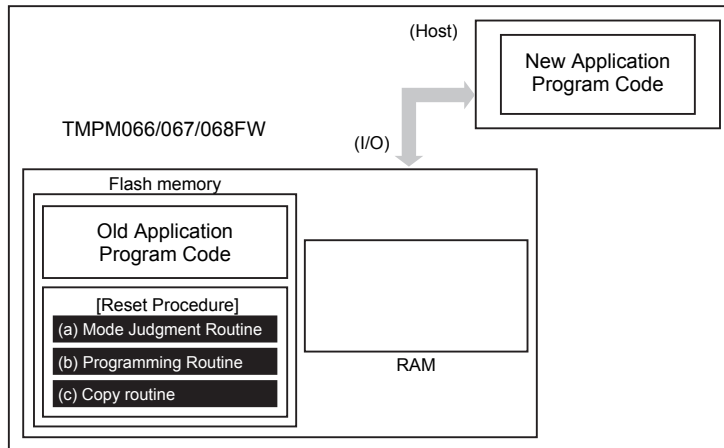 (Host)
New Application
Program Code
TMPM066/067/068FW
(I/O)
Flash memory
Old Application
Program Code
[Reset Procedure]
(a) Mode Judgment Routine
(b) Programming Routine
(c) Copy routine
RAM